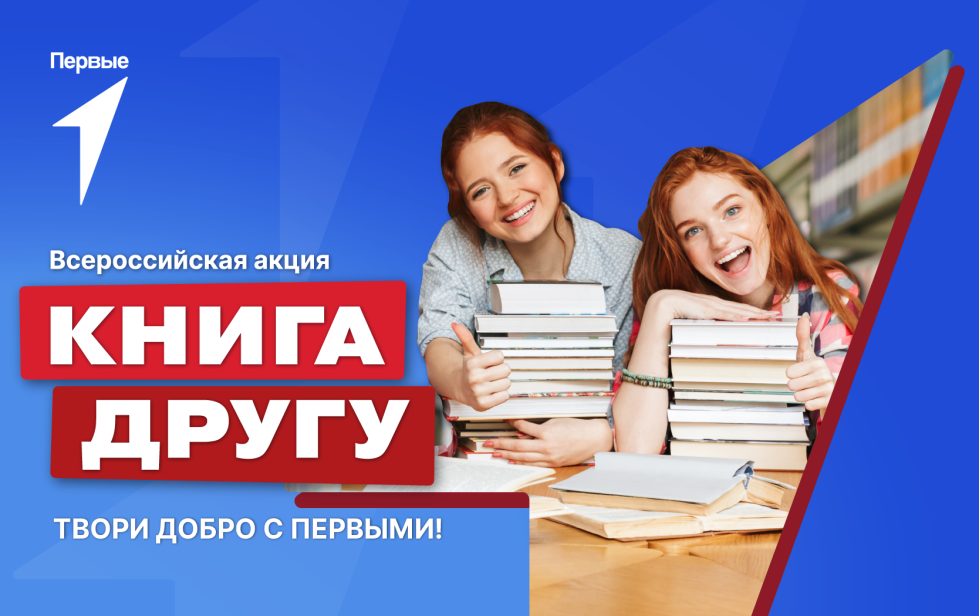 Первые
Всероссийская акция
КНИГА
ДРУГУ
ТВОРИ ДОБРО С ПЕРВЫМИ!